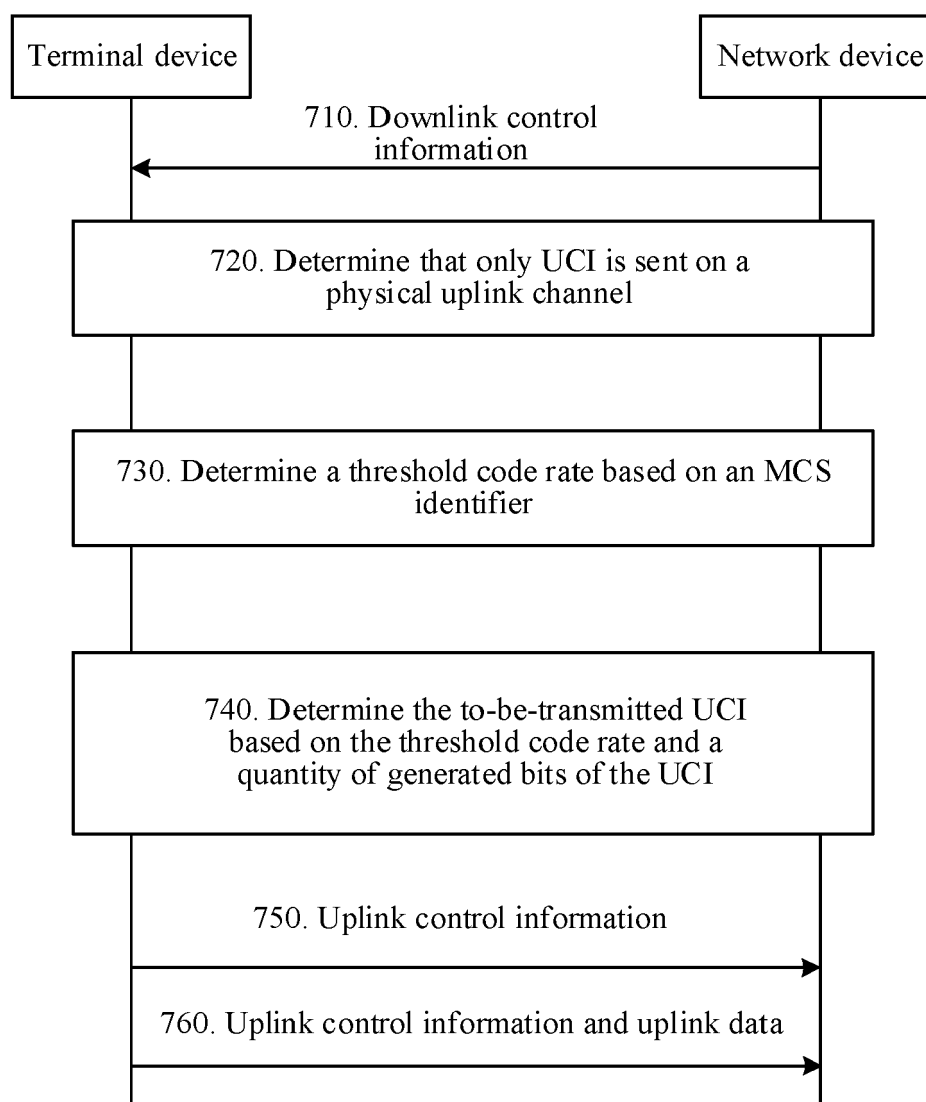 Terminal device
Network device
710. Downlink control
information
720. Determine that only UCI is sent on a
physical uplink channel
730. Determine a threshold code rate based on an MCS
identifier
740. Determine the to-be-transmitted UCI
based on the threshold code rate and a
quantity of generated bits of the UCI
750. Uplink control information
760. Uplink control information and uplink data